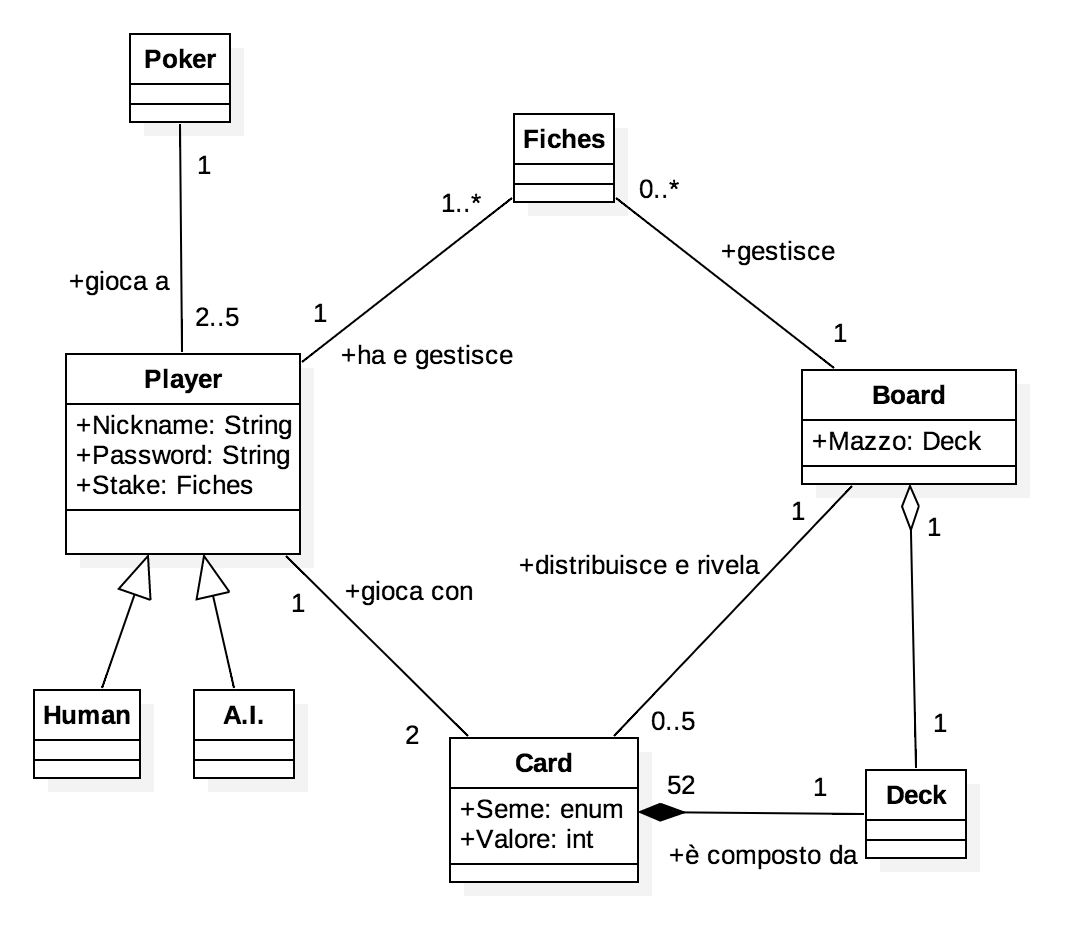 Poker
1
+gioca a
2..5
Fiches
1..*
0..*
+gestisce
1
+ha e gestisce
1
Player
+Nickname: String
+Password: String
+Stake: Fiches
Board
+Mazzo: Deck
1
1
+distribuisce e rivela
+gioca con
1
Human
A.I.
2
0..5
1
Card
+Seme: enum
+Valore: int
52
1
+è composto da
Deck